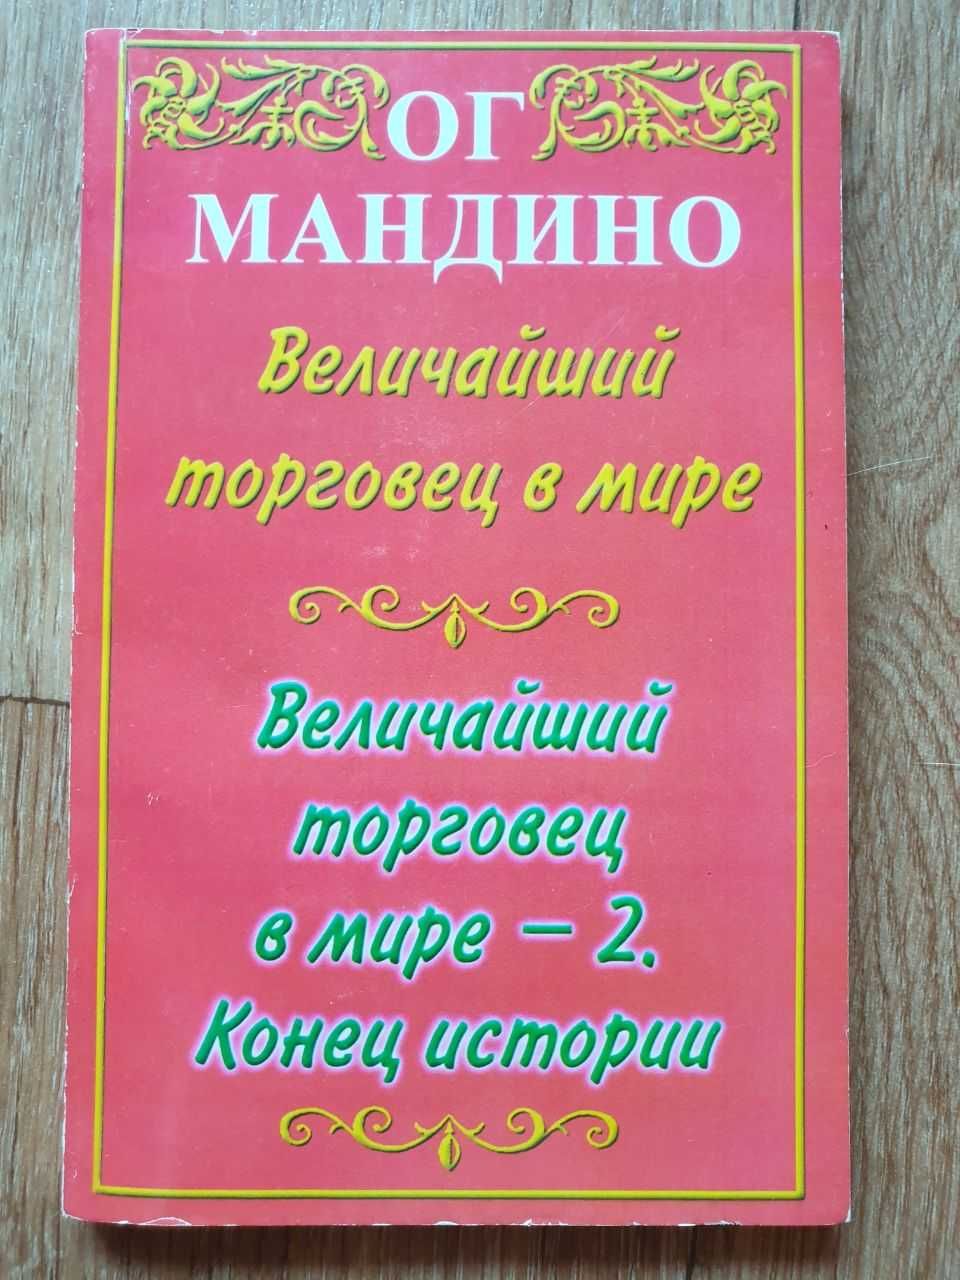 ОГ
МАНДИНО
Величайший
торговец в мире
Величайший
торговец
в мире – 2.
Конец истории